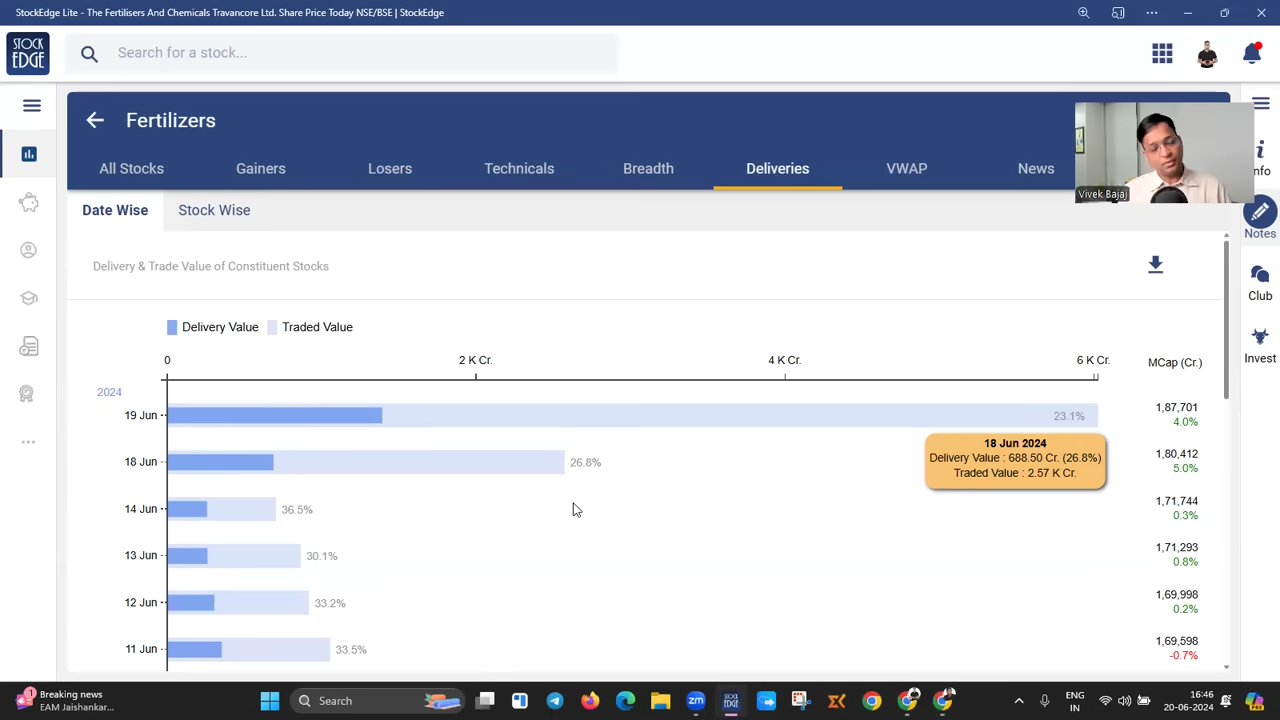 StockEdge Lite - The Fertilisers And Chemicals Travancore Ltd. Share Price Today NSE/BSE | StockEdge
STOCK
EDGE
Search for a stock...
Fertilizers
All Stocks
Gainers
Losers
Technicals
Breadth
Deliveries
VWAP
News
Vivek Bajaj
nfo
Notes
Club
Invest
Date Wise
Stock Wise
Delivery & Trade Value of Constituent Stocks
Delivery Value
Traded Value
0
2 K Cr.
4 K Cr.
6 K Cr.
MCap (Cr.)
2024
19 Jun
23.1%
1,87,701
4.0%
18 Jun 2024
Delivery Value : 688.50 Cr. (26.8%)
Traded Value : 2.57 K Cr.
18 Jun
26.8%
1,80,412
5.0%
14 Jun
36.5%
1,71,744
0.3%
13 Jun
30.1%
1,71,293
0.8%
12 Jun
33.2%
1,69,998
0.2%
11 Jun
33.5%
1,69,598
-0.7%
1
Breaking news
EAM Jaishankar...
Search
zm
STOCK
EDGE
ENG
IN
16:46
20-06-2024